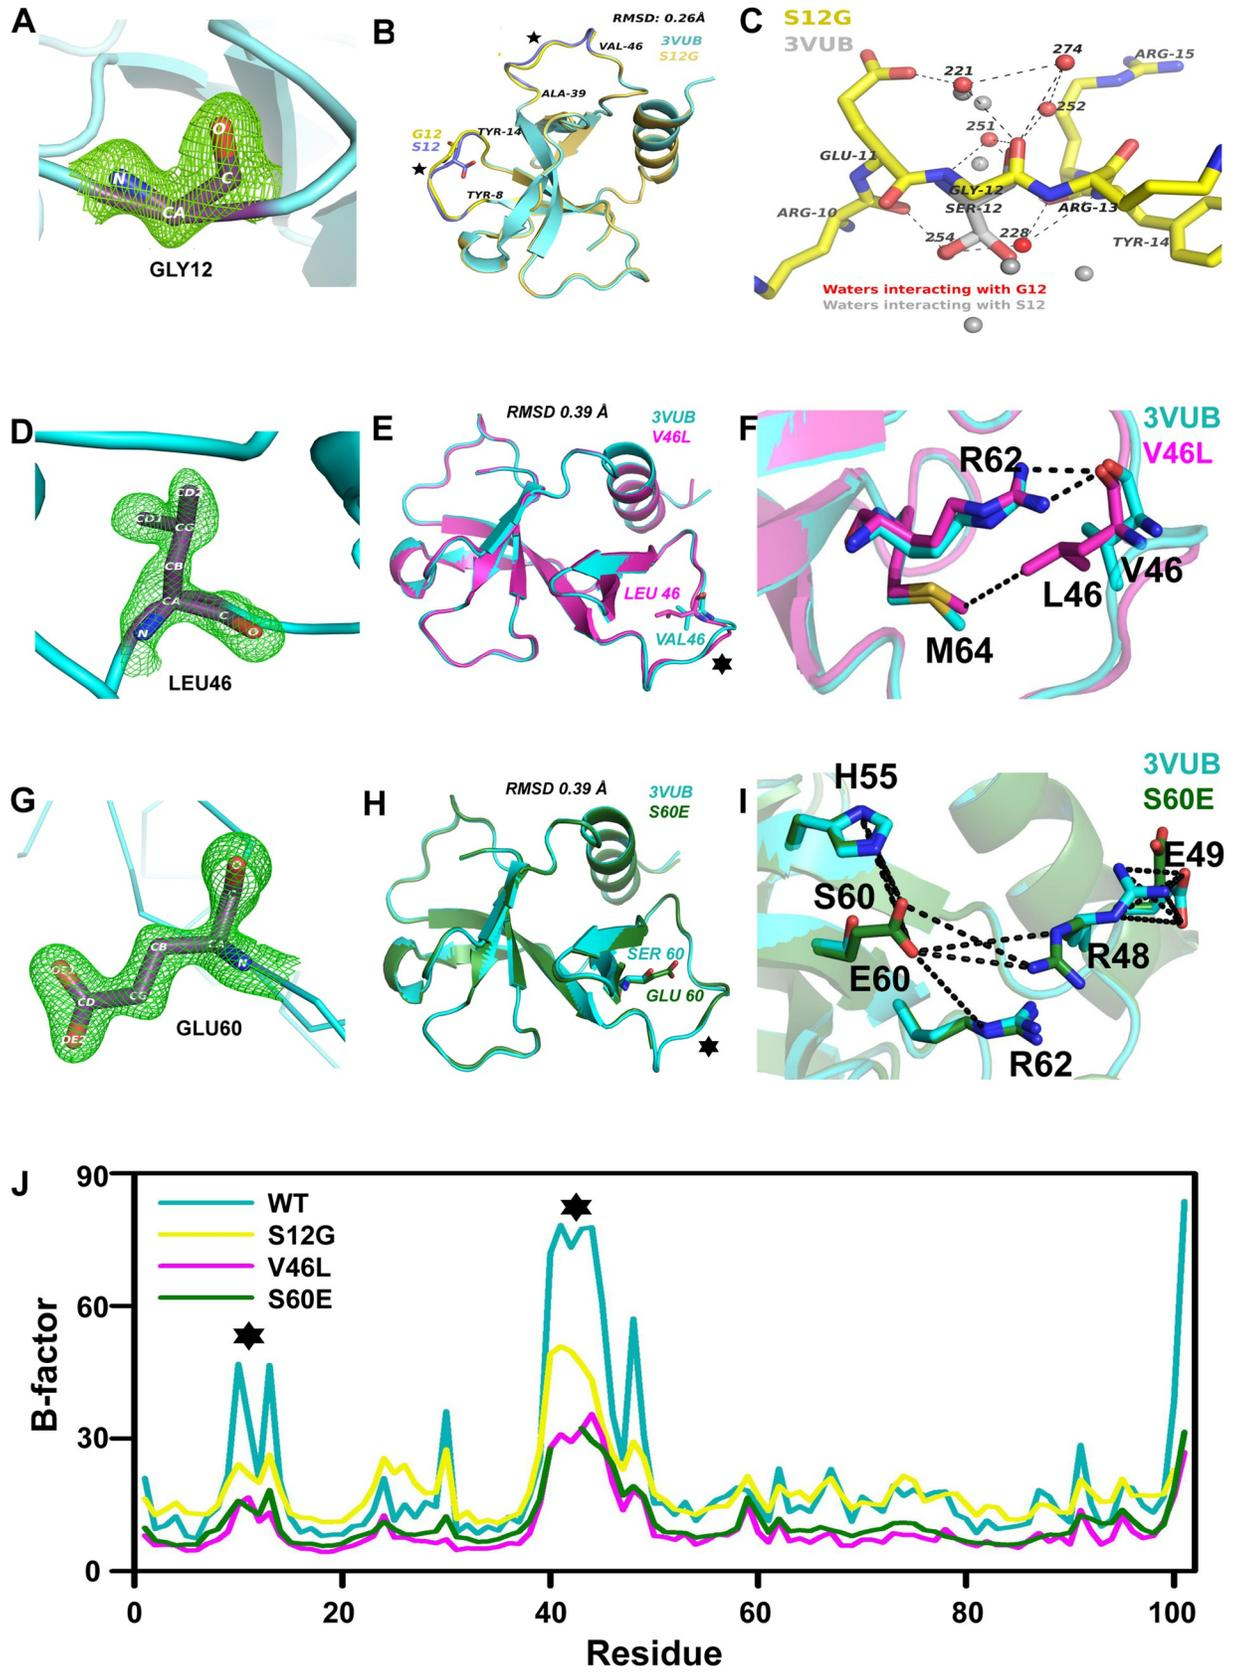 A
O
N
C
CA
GLY12
B
RMSD: 0.26Å
VAL-46
3VUB
S12G
ALA-39
G12
S12
TYR-14
TYR-8
C
S12G
3VUB
274
ARG-15
221
252
251
GLU-11
GLY-12
SER-12
ARG-10
ARG-13
254
228
TYR-14
Waters interacting with G12
Waters interacting with S12
D
CD2
CD1
CG
CB
CA
C
N
O
LEU46
E
RMSD 0.39 Å
3VUB
V46L
LEU 46
VAL46
F
3VUB
V46L
R62
V46
L46
M64
G
CB
N
CD
CG
OE2
GLU60
H
RMSD 0.39 Å
3VUB
S60E
SER 60
GLU 60
I
3VUB
S60E
H55
E49
S60
R48
E60
R62
J
90
60
30
0
WT
S12G
V46L
S60E
B-factor
0
20
40
60
80
100
Residue